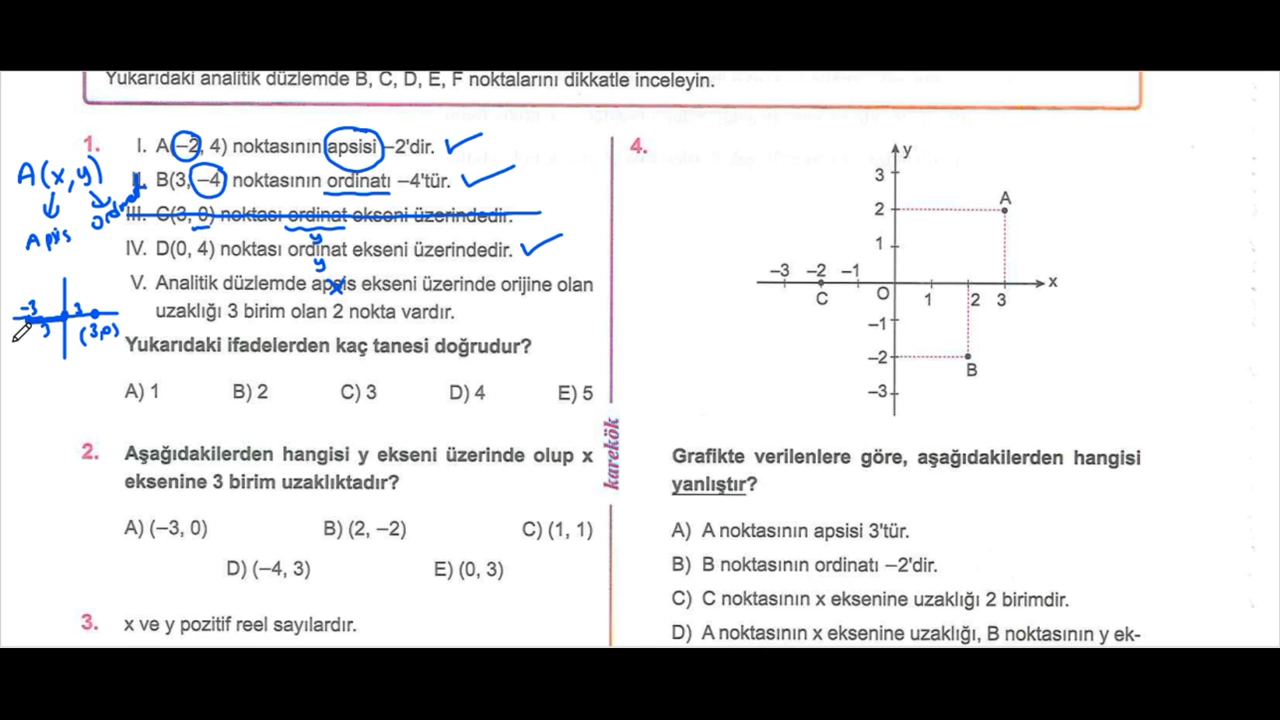 Yukarıdaki analitik düzlemde B, C, D, E, F noktalarını dikkatle inceleyin.
1.
I. A(−2, 4) noktasının apsisi −2'dir.
II. B(3, −4) noktasının ordinatı −4'tür.
III. C(3, 0) noktası ordinat ekseni üzerindedir.
y
IV. D(0, 4) noktası ordinat ekseni üzerindedir.
y
V. Analitik düzlemde apsis ekseni üzerinde orijine olan
x
uzaklığı 3 birim olan 2 nokta vardır.
Yukarıdaki ifadelerden kaç tanesi doğrudur?
A) 1 B) 2 C) 3 D) 4 E) 5
A(x, y)
Apsis
ordinat
−3 3
3 (3,0)
2. Aşağıdakilerden hangisi y ekseni üzerinde olup x
eksenine 3 birim uzaklıktadır?
A) (−3, 0) B) (2, −2) C) (1, 1)
D) (−4, 3) E) (0, 3)
3. x ve y pozitif reel sayılardır.
karekök
4.
y
3
A
2
1
−3 −2 −1
x
C O 1 2 3
−1
−2
B
−3
Grafikte verilenlere göre, aşağıdakilerden hangisi
yanlıştır?
A) A noktasının apsisi 3'tür.
B) B noktasının ordinatı −2'dir.
C) C noktasının x eksenine uzaklığı 2 birimdir.
D) A noktasının x eksenine uzaklığı, B noktasının y ek-